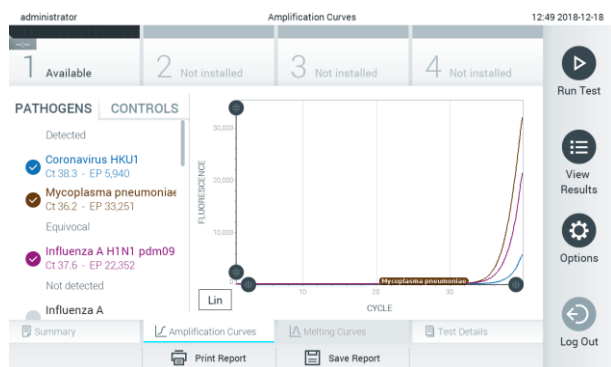 administrator
Amplification Curves
12:49 2018-12-18
1 Available
2 Not installed
3 Not installed
4 Not installed
Run Test
View
Results
Options
Log Out
PATHOGENS CONTROLS
Detected
Coronavirus HKU1
Ct 38.3 - EP 5,940
Mycoplasma pneumoniae
Ct 36.2 - EP 33,251
Equivocal
Influenza A H1N1 pdm09
Ct 37.6 - EP 22,352
Not detected
Influenza A
FLUORESCENCE
30,000
20,000
10,000
0
Mycoplasma pneumoniae
10 20 30
CYCLE
Lin
Summary
Amplification Curves
Melting Curves
Test Details
Print Report
Save Report